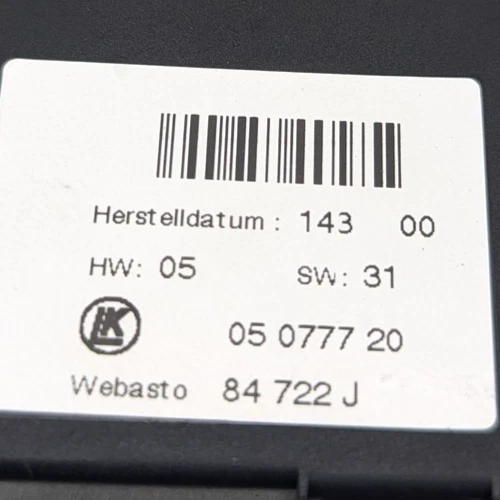 Herstelldatum : 143 00
HW: 05 SW: 31
K 05 0777 20
Webasto 84 722 J